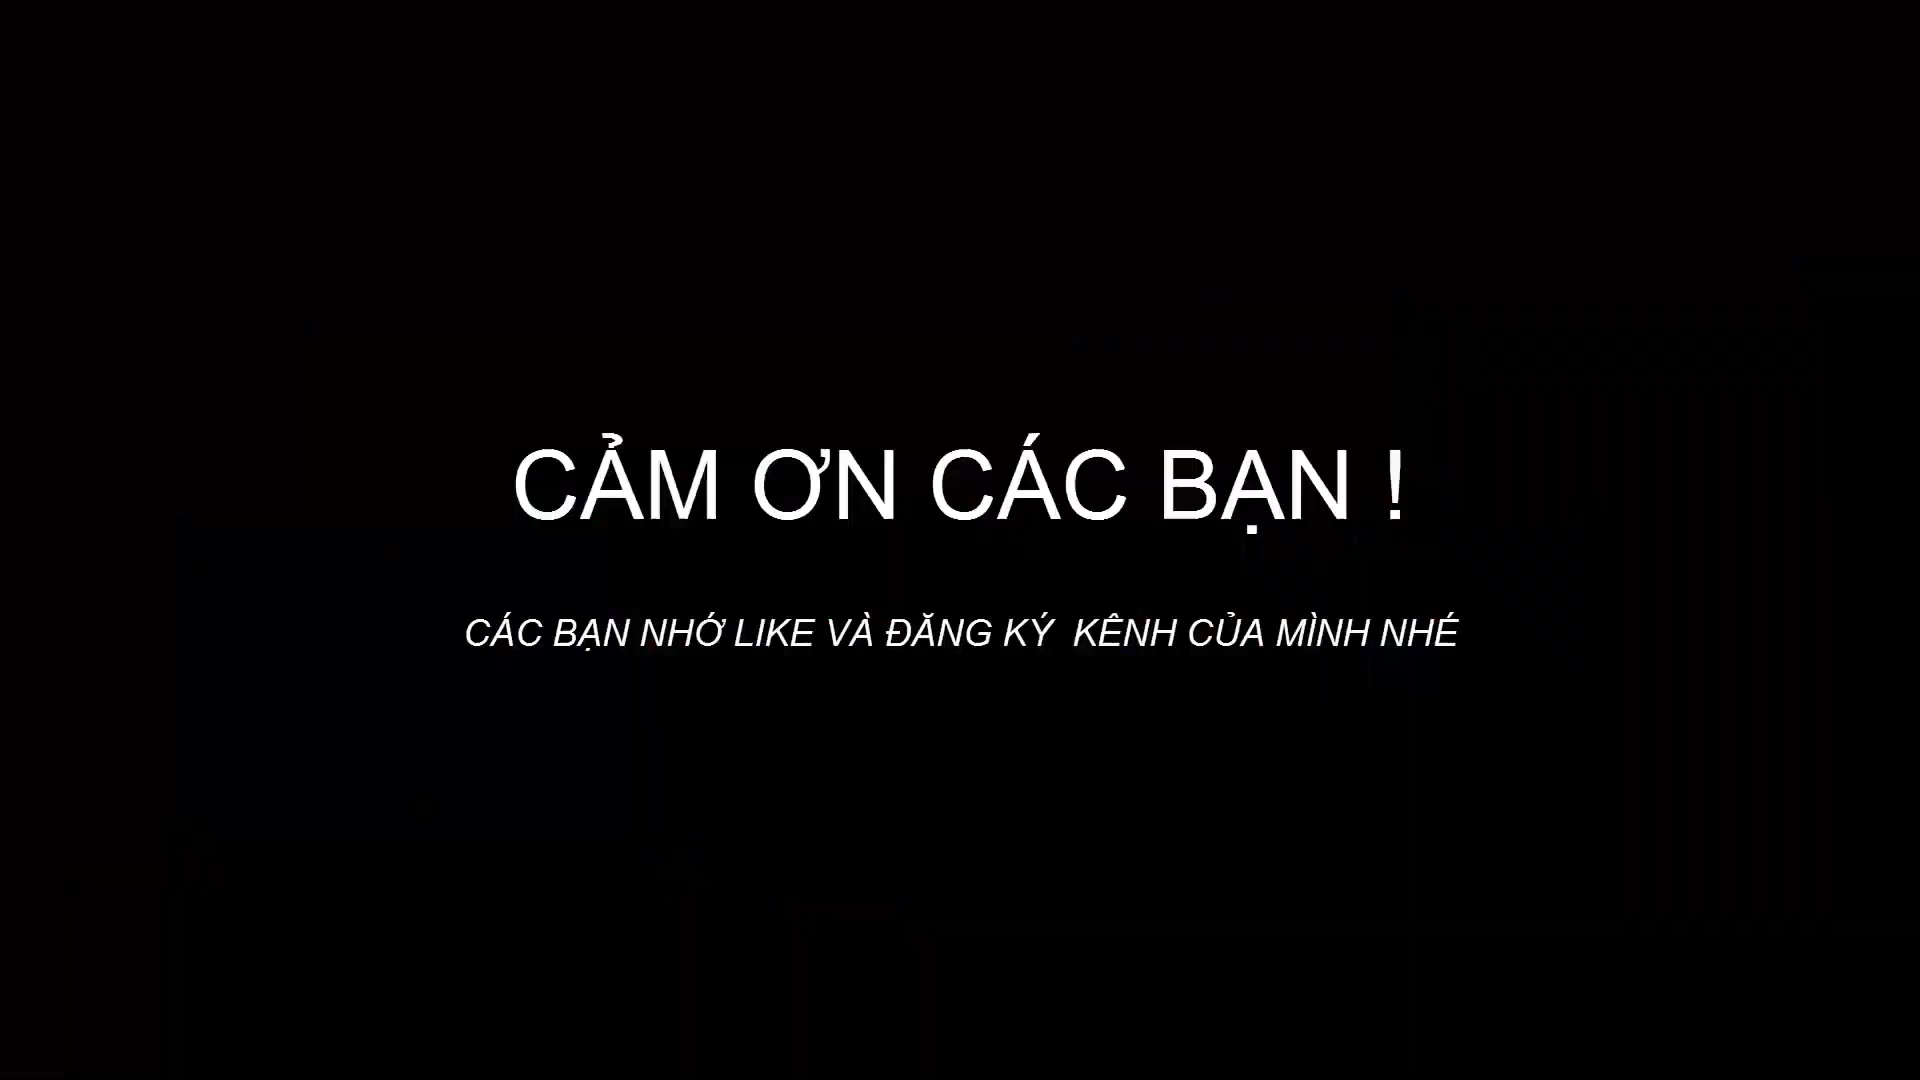 CẢM ƠN CÁC BẠN !
CÁC BẠN NHỚ LIKE VÀ ĐĂNG KÝ KÊNH CỦA MÌNH NHÉ